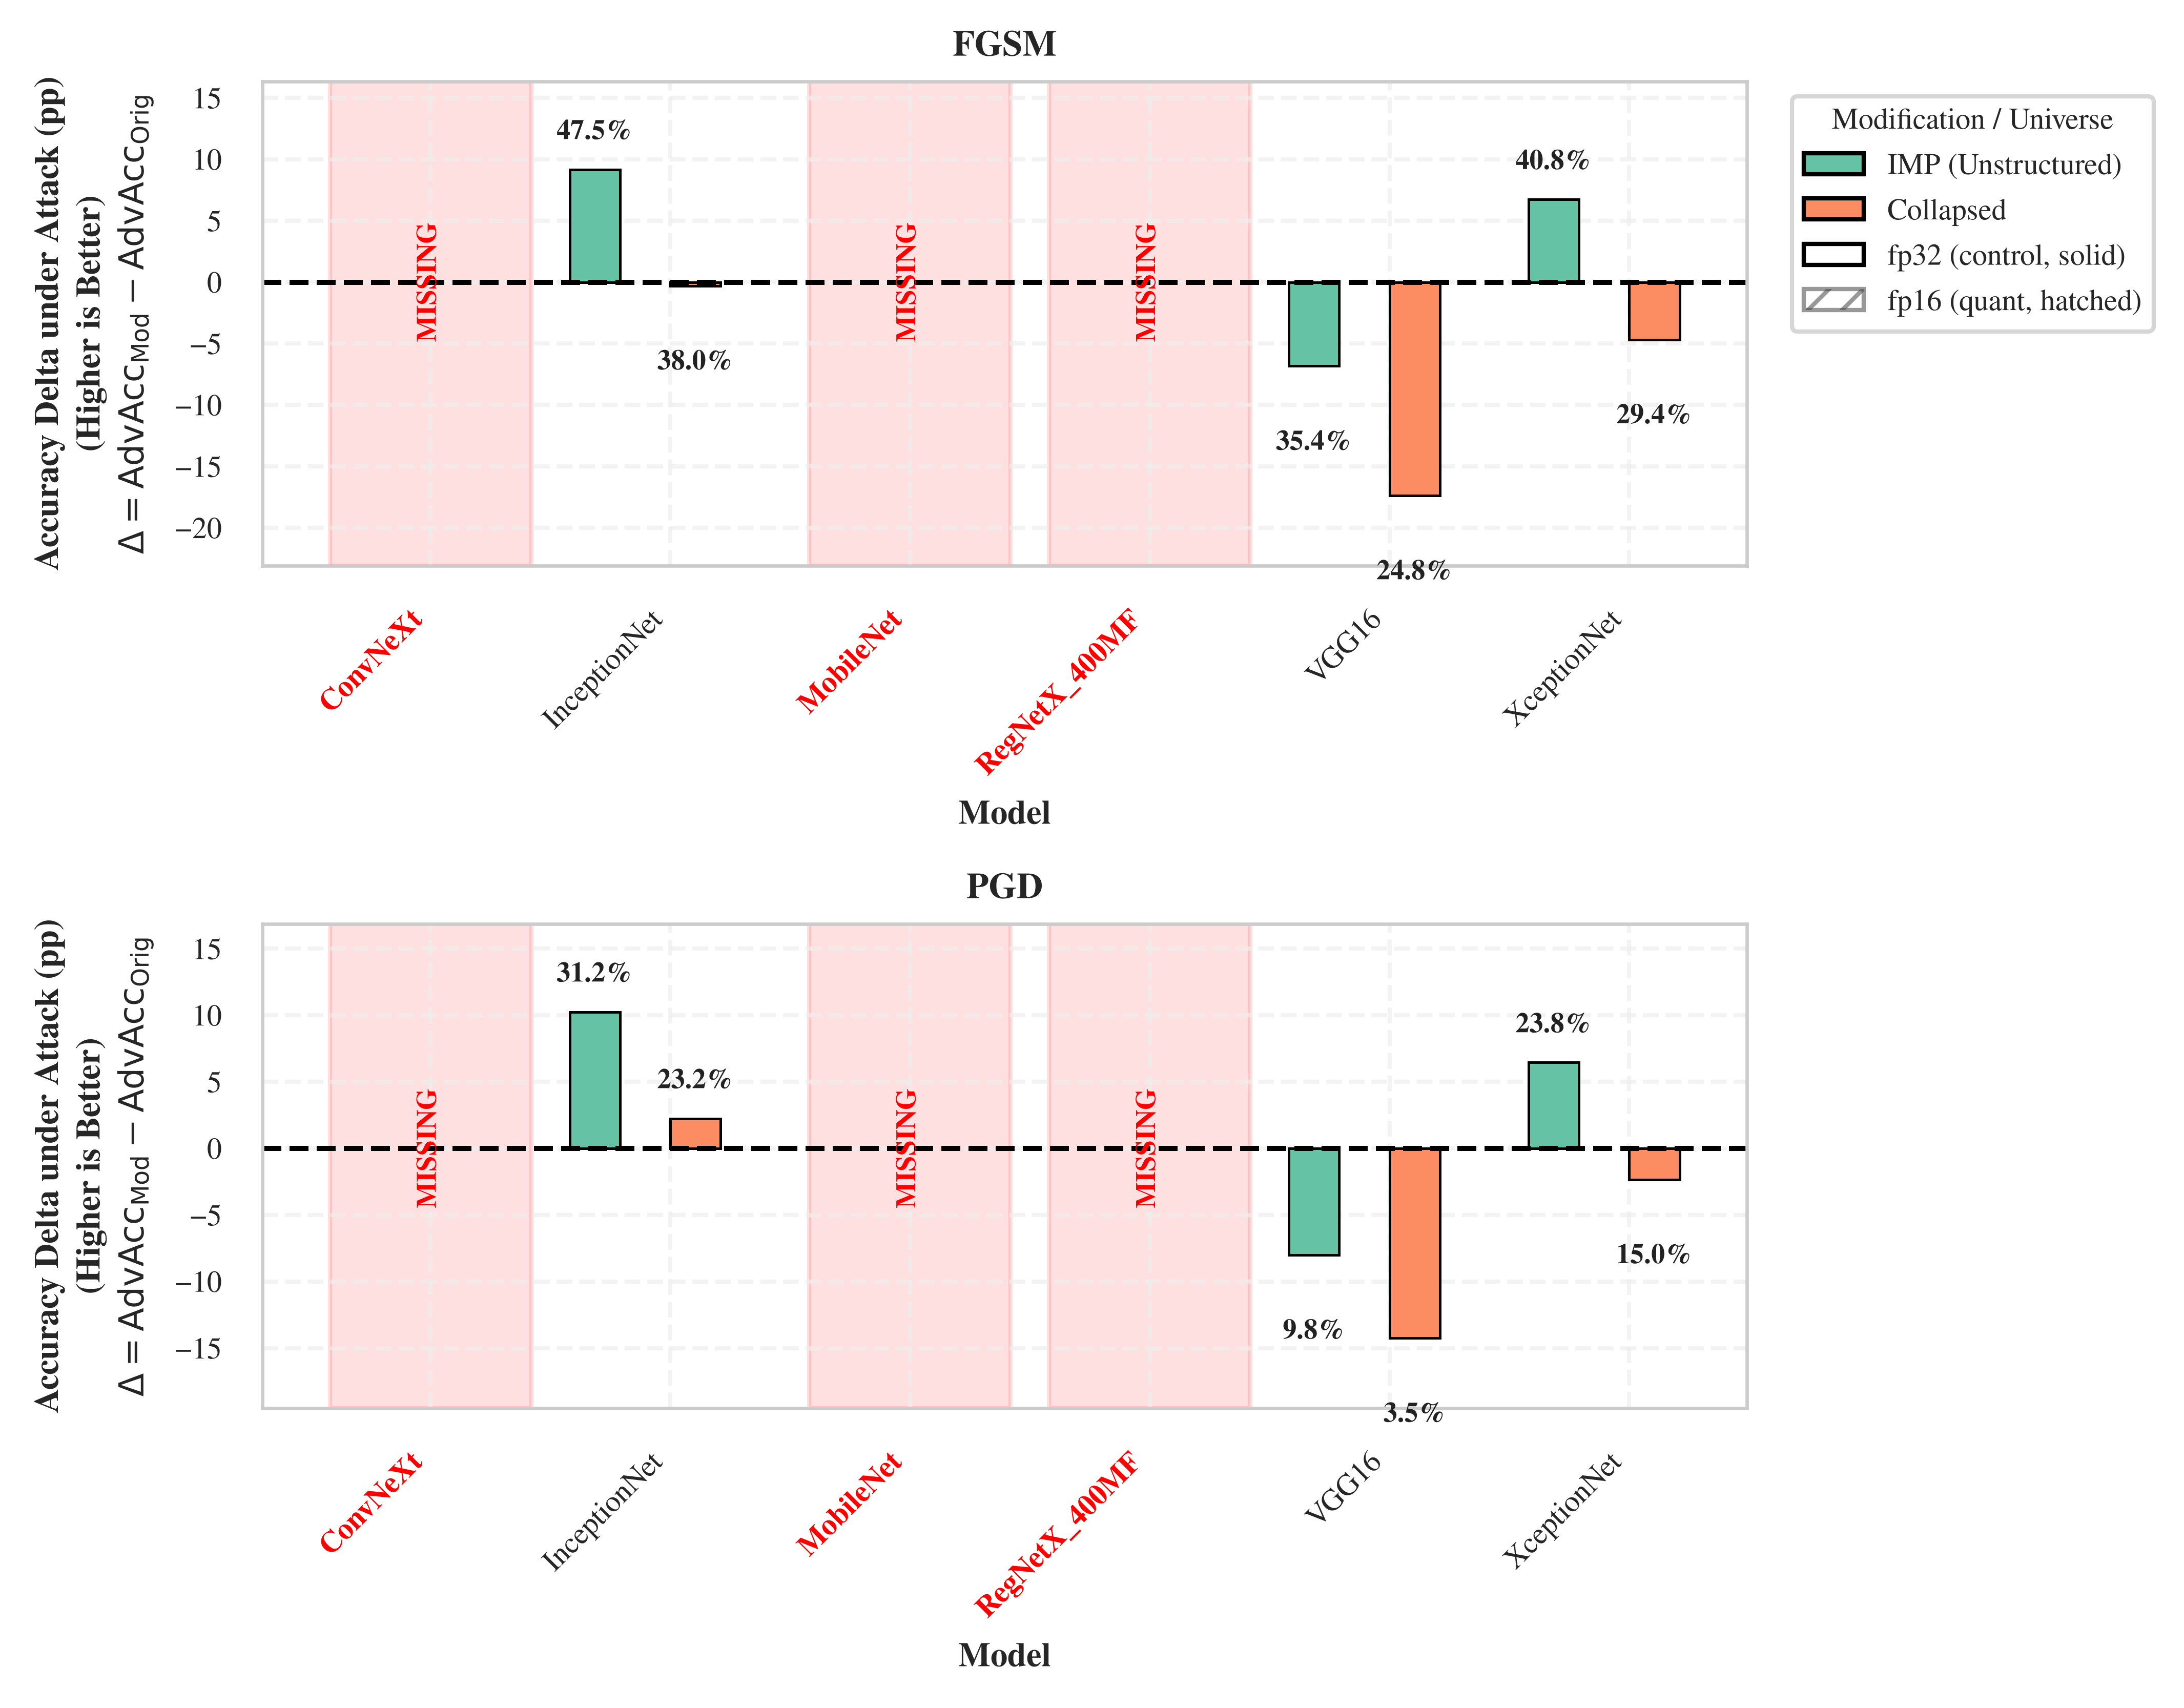 FGSM
Accuracy Delta under Attack (pp)
(Higher is Better)
Δ = AdvAcc_Mod − AdvAcc_Orig
15
10
5
0
−5
−10
−15
−20
MISSING
47.5%
38.0%
MISSING
MISSING
35.4%
24.8%
40.8%
29.4%
ConvNeXt
InceptionNet
MobileNet
RegNetX_400MF
VGG16
XceptionNet
Model
Modification / Universe
IMP (Unstructured)
Collapsed
fp32 (control, solid)
fp16 (quant, hatched)
PGD
Accuracy Delta under Attack (pp)
(Higher is Better)
Δ = AdvAcc_Mod − AdvAcc_Orig
15
10
5
0
−5
−10
−15
MISSING
31.2%
23.2%
MISSING
MISSING
9.8%
3.5%
23.8%
15.0%
ConvNeXt
InceptionNet
MobileNet
RegNetX_400MF
VGG16
XceptionNet
Model